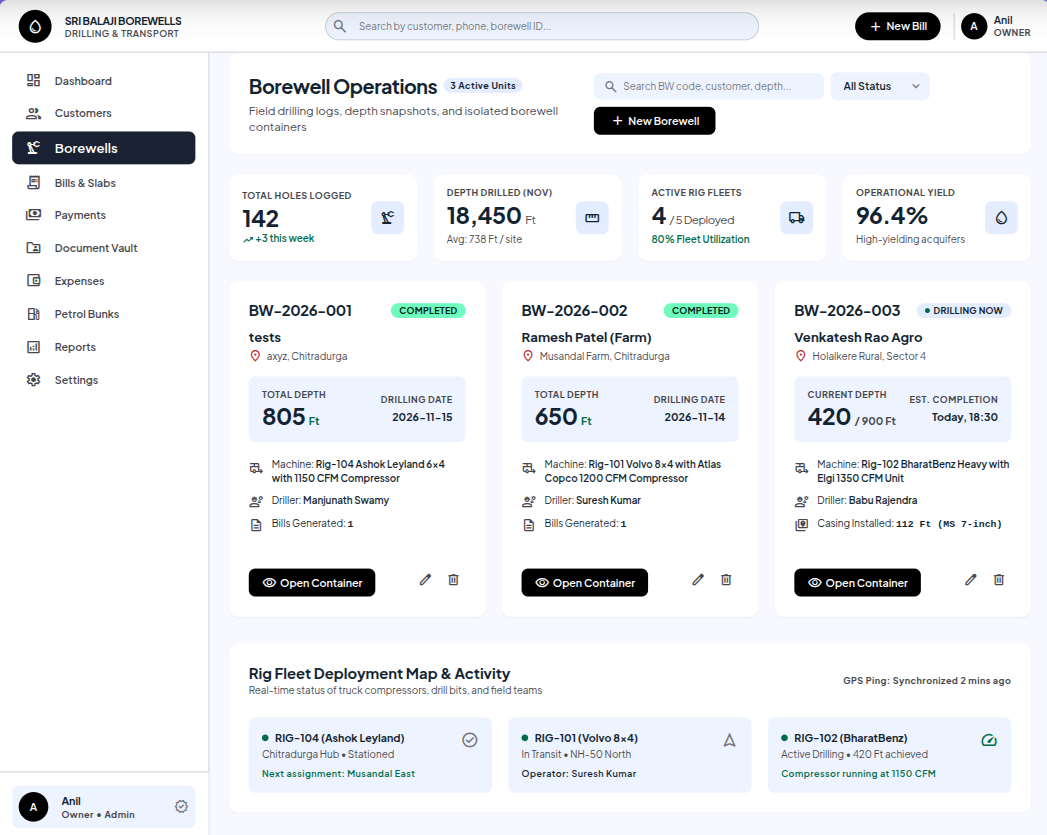 SRI BALAJI BOREWELLS
DRILLING & TRANSPORT
Search by customer, phone, borewell ID...
+ New Bill
A
Anil
OWNER
Dashboard
Customers
Borewells
Bills & Slabs
Payments
Document Vault
Expenses
Petrol Bunks
Reports
Settings
A
Anil
Owner • Admin
Borewell Operations
3 Active Units
Field drilling logs, depth snapshots, and isolated borewell
containers
Search BW code, customer, depth...
All Status
+ New Borewell
TOTAL HOLES LOGGED
142
+3 this week
DEPTH DRILLED (NOV)
18,450 Ft
Avg: 738 Ft / site
ACTIVE RIG FLEETS
4 / 5 Deployed
80% Fleet Utilization
OPERATIONAL YIELD
96.4%
High-yielding acquifers
BW-2026-001
COMPLETED
tests
axyz, Chitradurga
TOTAL DEPTH
805 Ft
DRILLING DATE
2026-11-15
Machine: Rig-104 Ashok Leyland 6x4
with 1150 CFM Compressor
Driller: Manjunath Swamy
Bills Generated: 1
Open Container
BW-2026-002
COMPLETED
Ramesh Patel (Farm)
Musandal Farm, Chitradurga
TOTAL DEPTH
650 Ft
DRILLING DATE
2026-11-14
Machine: Rig-101 Volvo 8x4 with Atlas
Copco 1200 CFM Compressor
Driller: Suresh Kumar
Bills Generated: 1
Open Container
BW-2026-003
• DRILLING NOW
Venkatesh Rao Agro
Holalkere Rural, Sector 4
CURRENT DEPTH
420 / 900 Ft
EST. COMPLETION
Today, 18:30
Machine: Rig-102 BharatBenz Heavy with
Elgi 1350 CFM Unit
Driller: Babu Rajendra
Casing Installed: 112 Ft (MS 7-inch)
Open Container
Rig Fleet Deployment Map & Activity
Real-time status of truck compressors, drill bits, and field teams
GPS Ping: Synchronized 2 mins ago
RIG-104 (Ashok Leyland)
Chitradurga Hub • Stationed
Next assignment: Musandal East
RIG-101 (Volvo 8x4)
In Transit • NH-50 North
Operator: Suresh Kumar
RIG-102 (BharatBenz)
Active Drilling • 420 Ft achieved
Compressor running at 1150 CFM